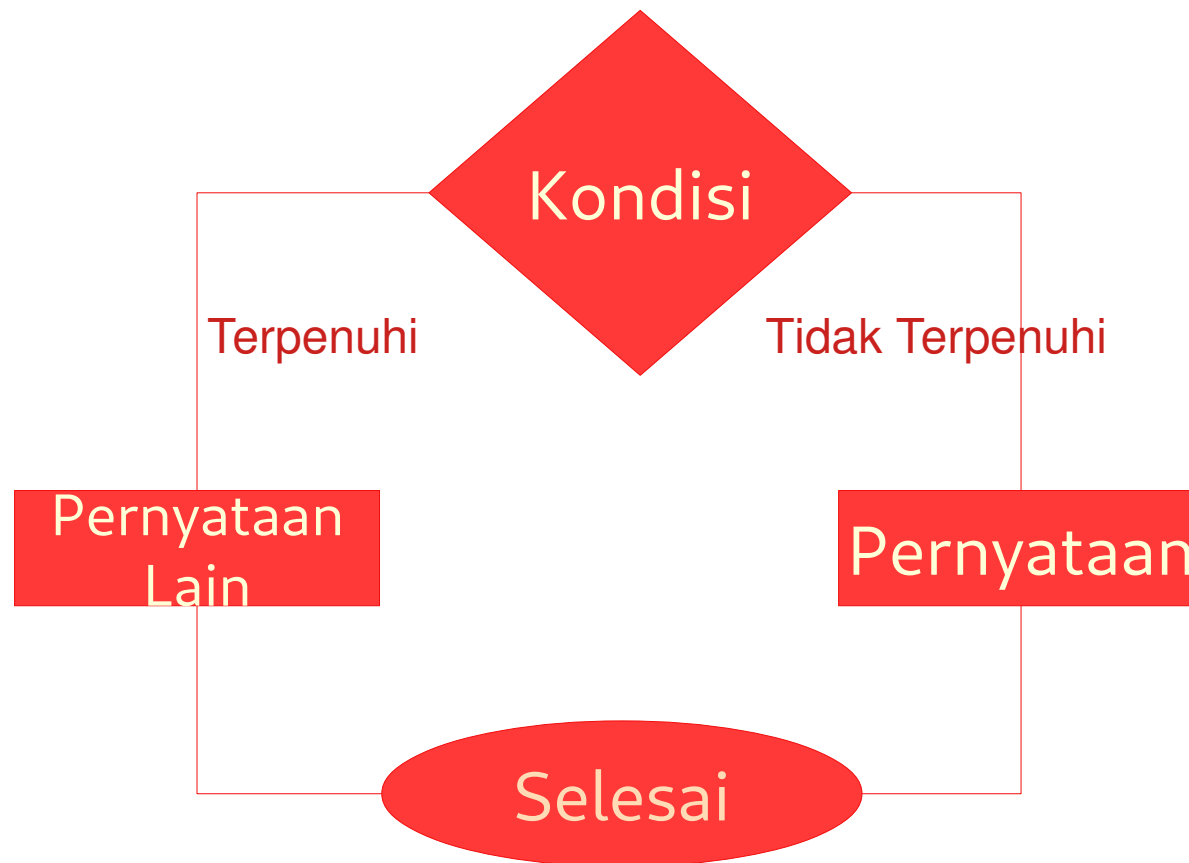 Kondisi
Terpenuhi
Tidak Terpenuhi
Pernyataan
Lain
Pernyataan
Selesai